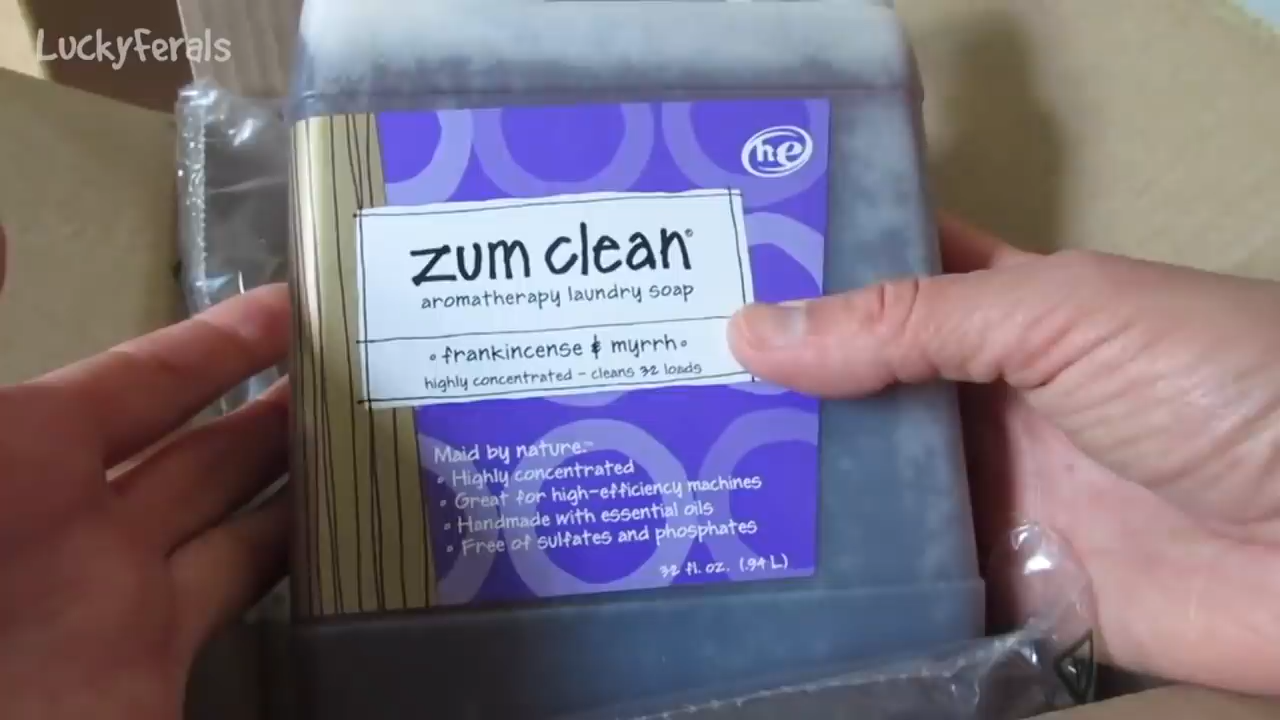 LuckyFerals
he
zum clean®
aromatherapy laundry soap
• frankincense & myrrh •
highly concentrated - cleans 32 loads
Maid by nature.™
• Highly concentrated
• Great for high-efficiency machines
• Handmade with essential oils
• Free of sulfates and phosphates
32 fl. oz. (.94 L)